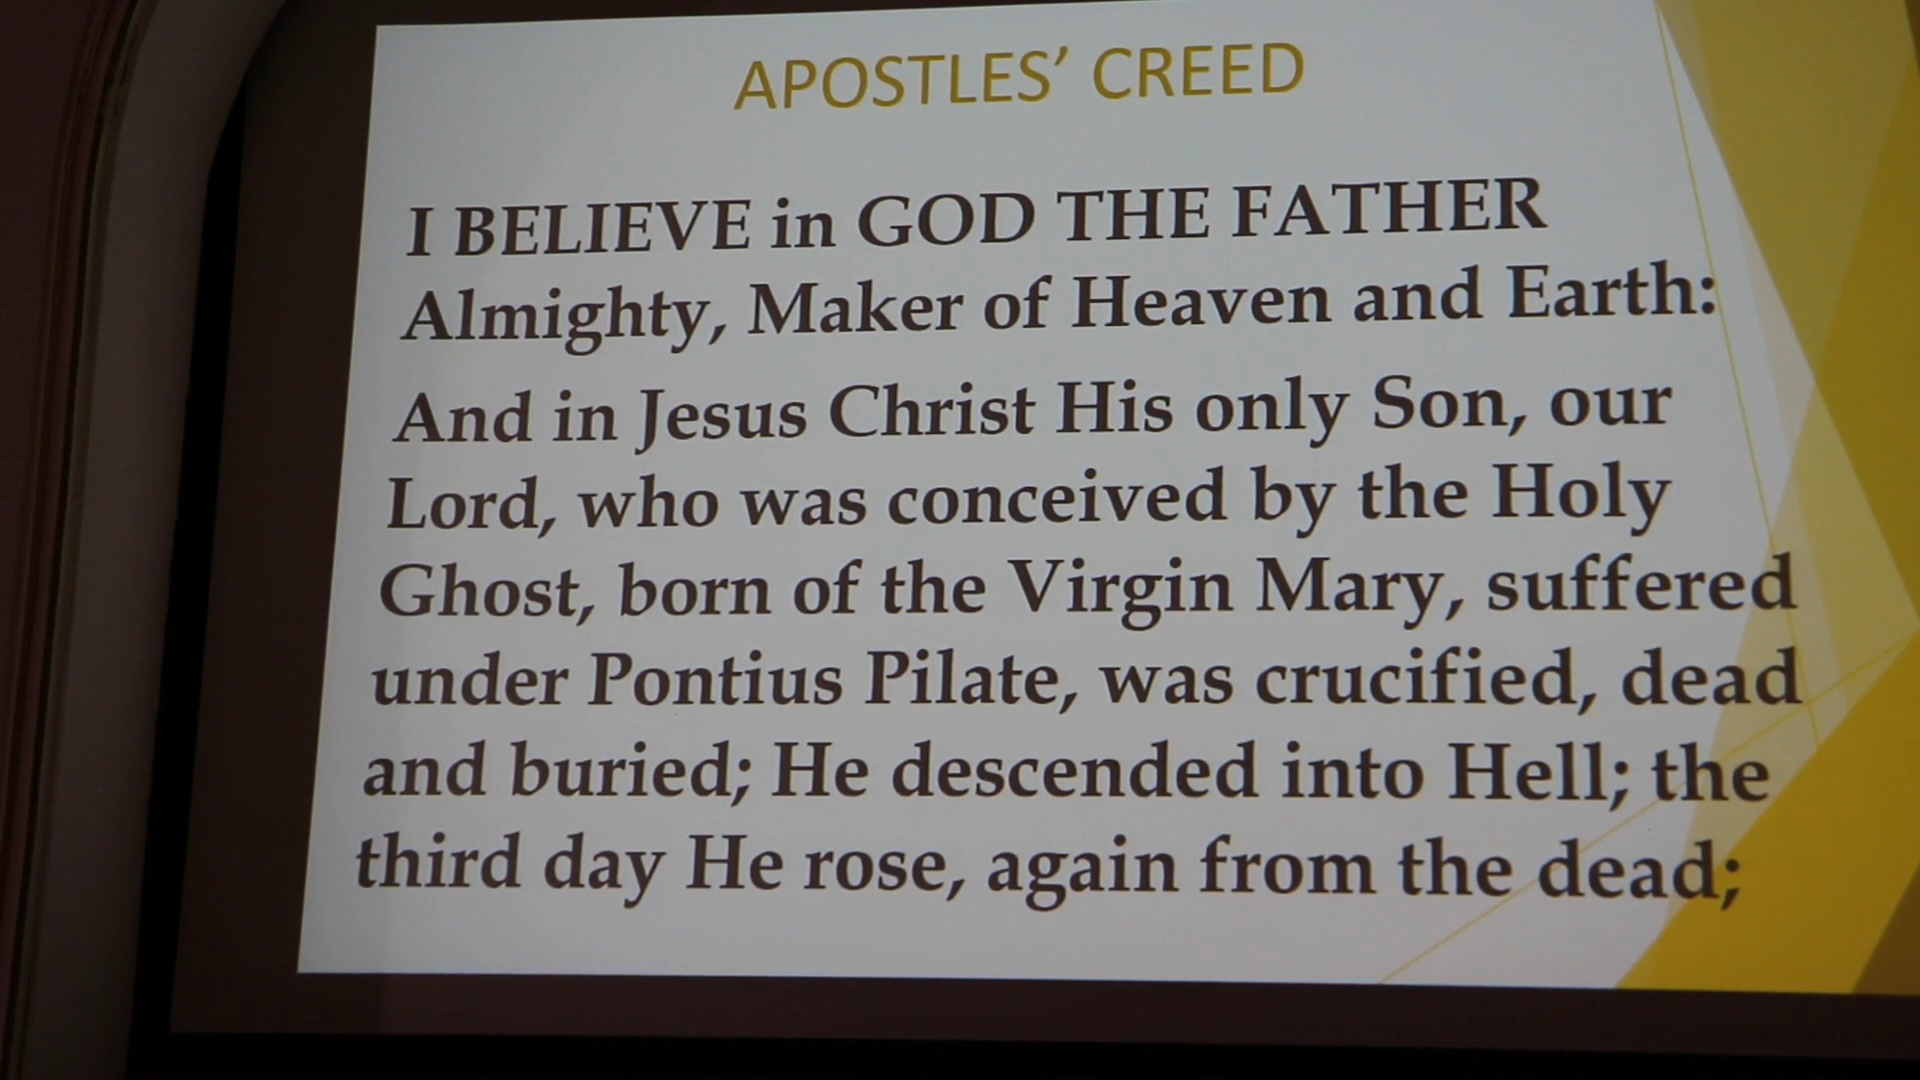 APOSTLES’ CREED
I BELIEVE in GOD THE FATHER
Almighty, Maker of Heaven and Earth:
And in Jesus Christ His only Son, our
Lord, who was conceived by the Holy
Ghost, born of the Virgin Mary, suffered
under Pontius Pilate, was crucified, dead
and buried; He descended into Hell; the
third day He rose, again from the dead;